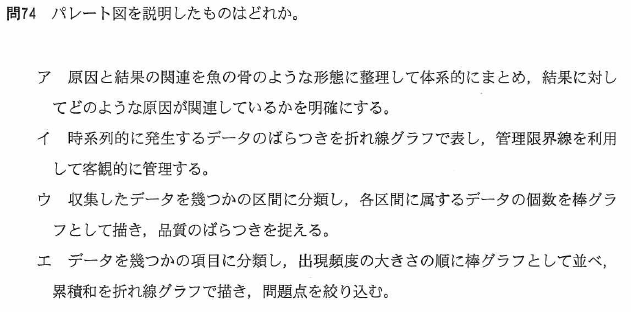 問74 パレート図を説明したものはどれか。
ア 原因と結果の関連を魚の骨のような形態に整理して体系的にまとめ，結果に対し
てどのような原因が関連しているかを明確にする。
イ 時系列的に発生するデータのばらつきを折れ線グラフで表し，管理限界線を利用
して客観的に管理する。
ウ 収集したデータを幾つかの区間に分類し，各区間に属するデータの個数を棒グラ
フとして描き，品質のばらつきを捉える。
エ データを幾つかの項目に分類し，出現頻度の大きさの順に棒グラフとして並べ，
累積和を折れ線グラフで描き，問題点を絞り込む。